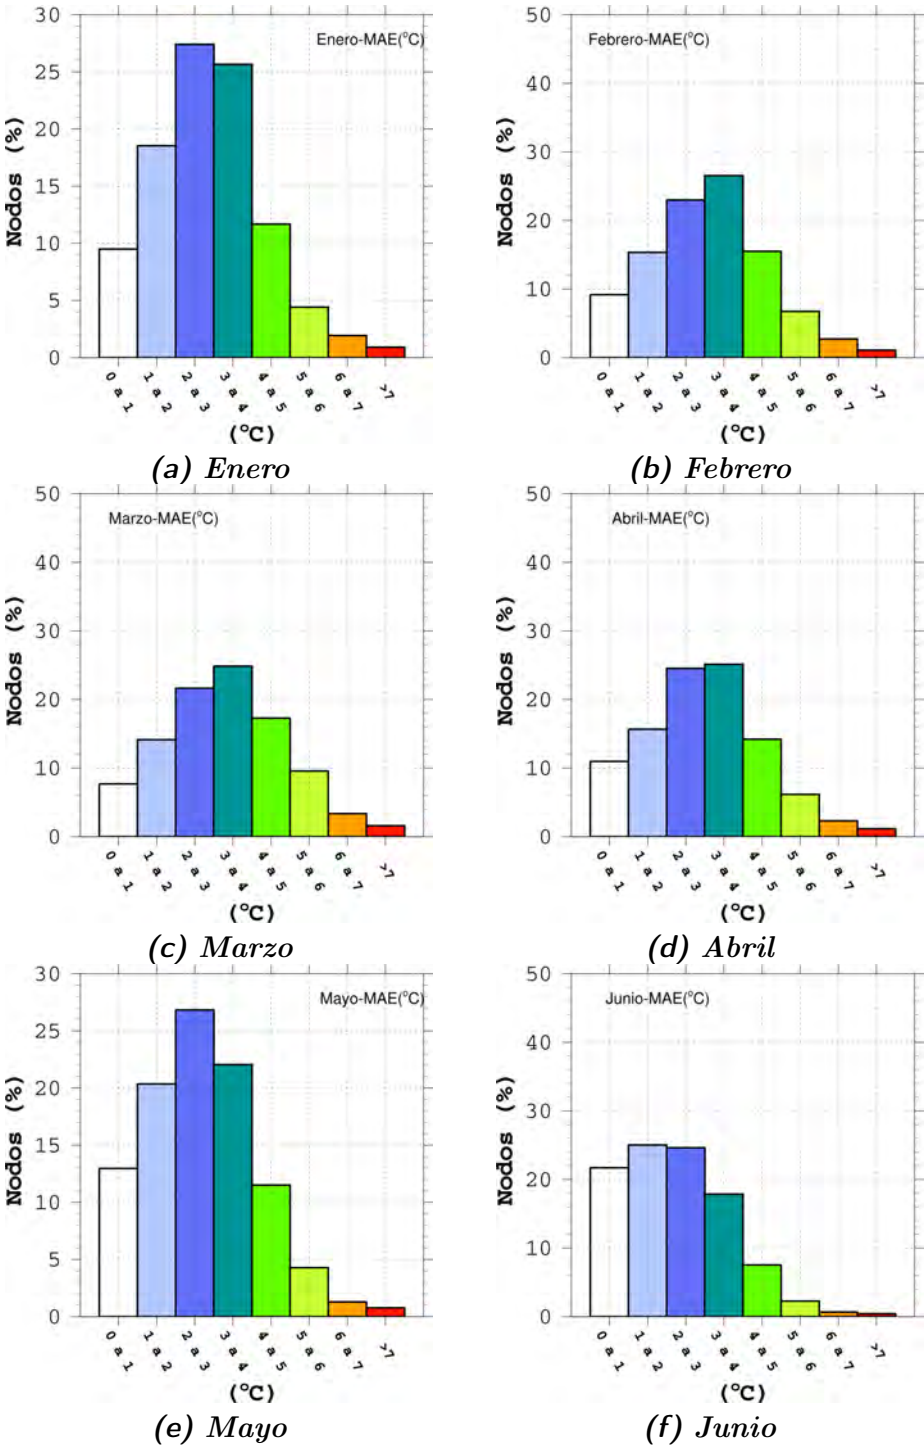 Enero-MAE(°C)
Nodos (%)
30
25
20
15
10
5
0
0 a 1
1 a 2
2 a 3
3 a 4
4 a 5
5 a 6
6 a 7
>7
(°C)
(a) Enero
Febrero-MAE(°C)
Nodos (%)
50
40
30
20
10
0
0 a 1
1 a 2
2 a 3
3 a 4
4 a 5
5 a 6
6 a 7
>7
(°C)
(b) Febrero
Marzo-MAE(°C)
Nodos (%)
50
40
30
20
10
0
0 a 1
1 a 2
2 a 3
3 a 4
4 a 5
5 a 6
6 a 7
>7
(°C)
(c) Marzo
Abril-MAE(°C)
Nodos (%)
50
40
30
20
10
0
0 a 1
1 a 2
2 a 3
3 a 4
4 a 5
5 a 6
6 a 7
>7
(°C)
(d) Abril
Mayo-MAE(°C)
Nodos (%)
30
25
20
15
10
5
0
0 a 1
1 a 2
2 a 3
3 a 4
4 a 5
5 a 6
6 a 7
>7
(°C)
(e) Mayo
Junio-MAE(°C)
Nodos (%)
50
40
30
20
10
0
0 a 1
1 a 2
2 a 3
3 a 4
4 a 5
5 a 6
6 a 7
>7
(°C)
(f) Junio